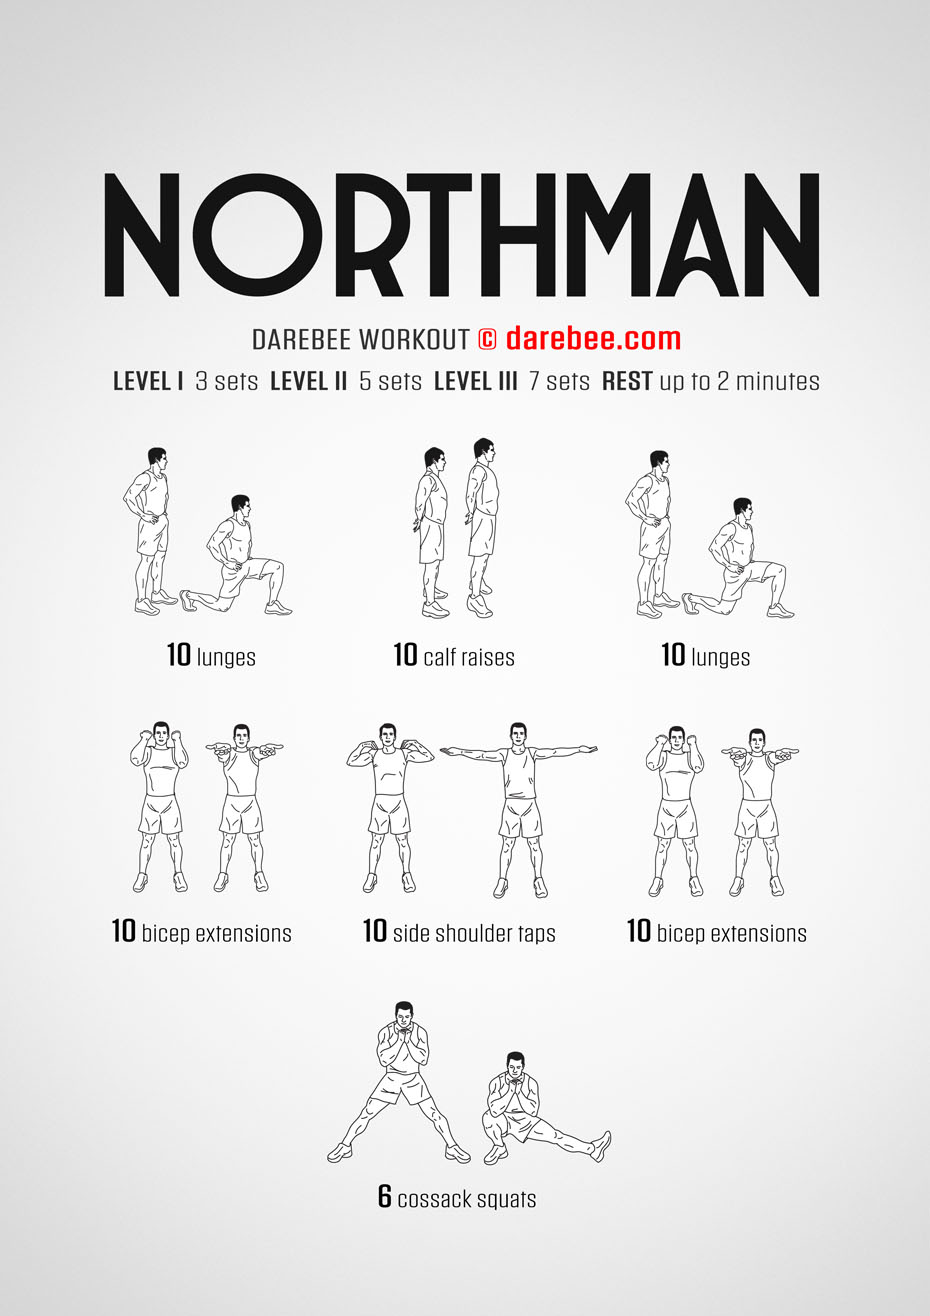 NORTHMAN
DAREBEE WORKOUT © darebee.com
LEVEL I 3 sets LEVEL II 5 sets LEVEL III 7 sets REST up to 2 minutes
10 lunges
10 calf raises
10 lunges
10 bicep extensions
10 side shoulder taps
10 bicep extensions
6 cossack squats